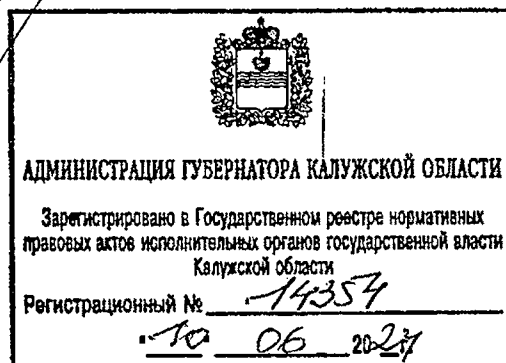 АДМИНИСТРАЦИЯ ГУБЕРНАТОРА КАЛУЖСКОЙ ОБЛАСТИ
Зарегистрировано в Государственном реестре нормативных
правовых актов исполнительных органов государственной власти
Калужской области
Регистрационный № 14354
"10" 06 20